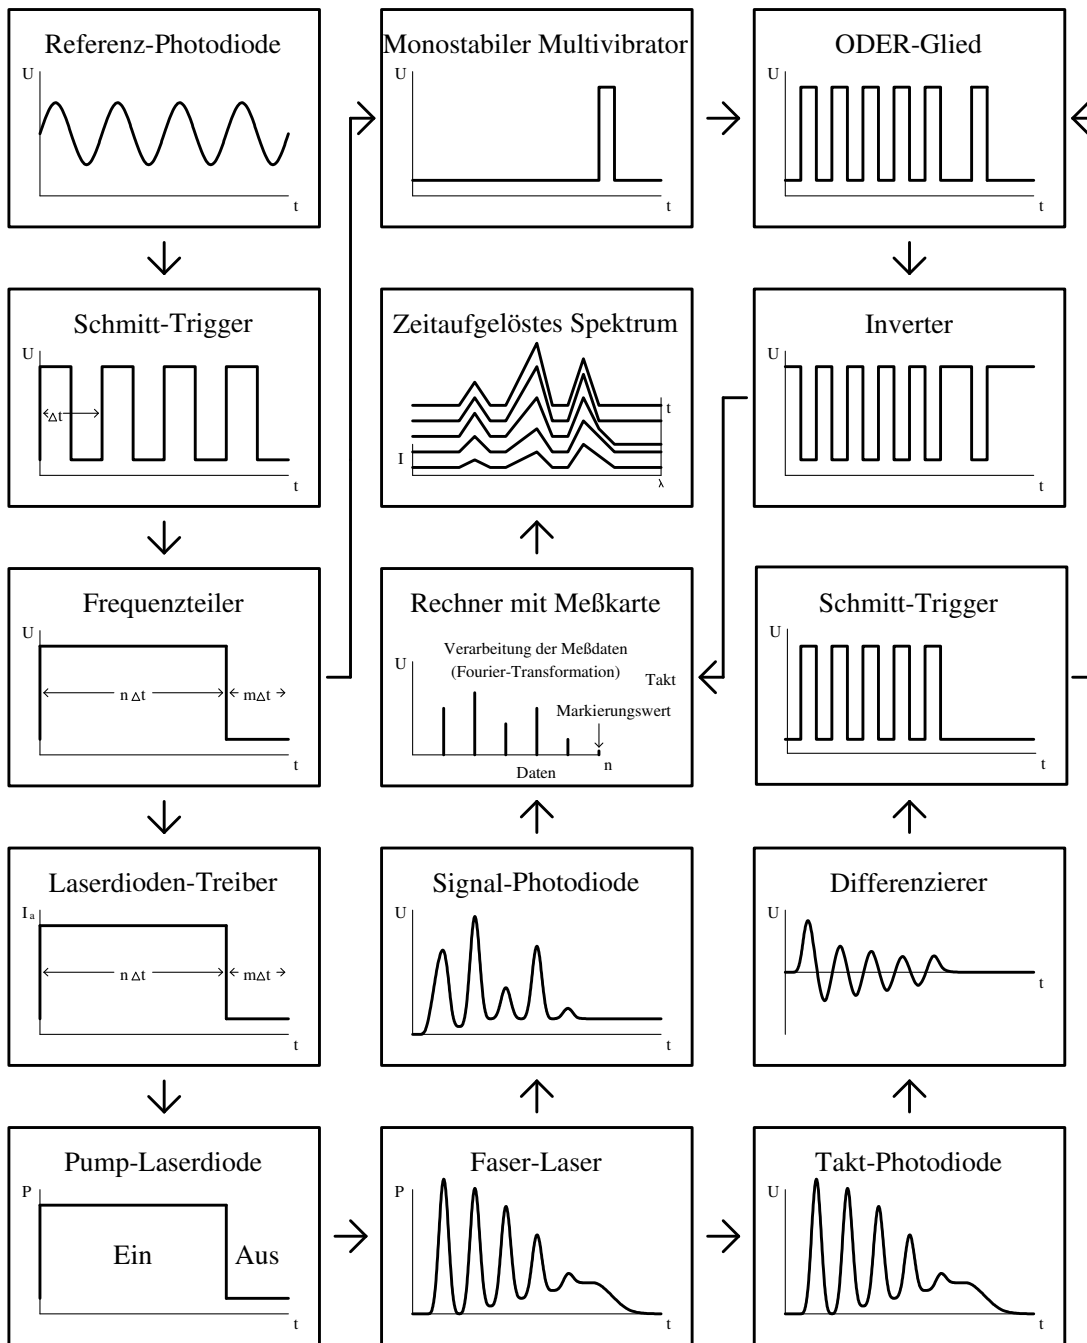 Referenz-Photodiode
U
t
Monostabiler Multivibrator
U
t
ODER-Glied
U
t
Schmitt-Trigger
U
Δt
t
Zeitaufgelöstes Spektrum
t
I
λ
Inverter
U
t
Frequenzteiler
U
n Δt
mΔt
t
Rechner mit Meßkarte
Verarbeitung der Meßdaten
U
(Fourier-Transformation)
Takt
Markierungswert
n
Daten
Schmitt-Trigger
U
t
Laserdioden-Treiber
Ia
n Δt
mΔt
t
Signal-Photodiode
U
t
Differenzierer
U
t
Pump-Laserdiode
P
Ein
Aus
t
Faser-Laser
P
t
Takt-Photodiode
U
t